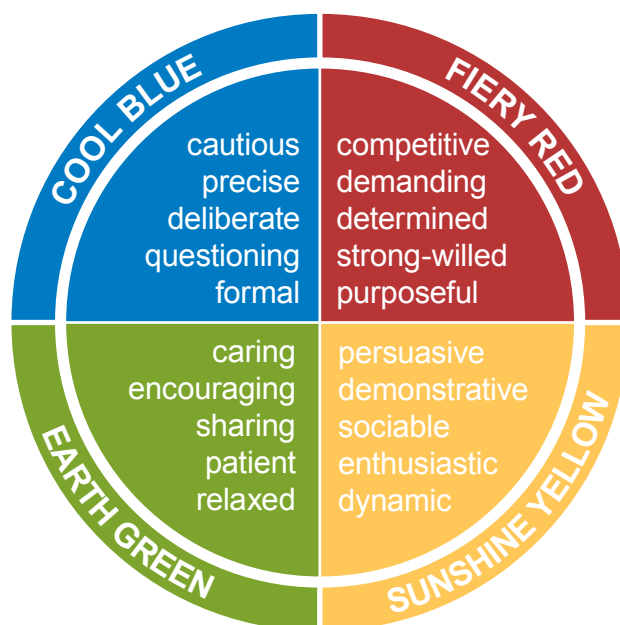 COOL BLUE
cautious
precise
deliberate
questioning
formal
FIERY RED
competitive
demanding
determined
strong-willed
purposeful
EARTH GREEN
caring
encouraging
sharing
patient
relaxed
SUNSHINE YELLOW
persuasive
demonstrative
sociable
enthusiastic
dynamic